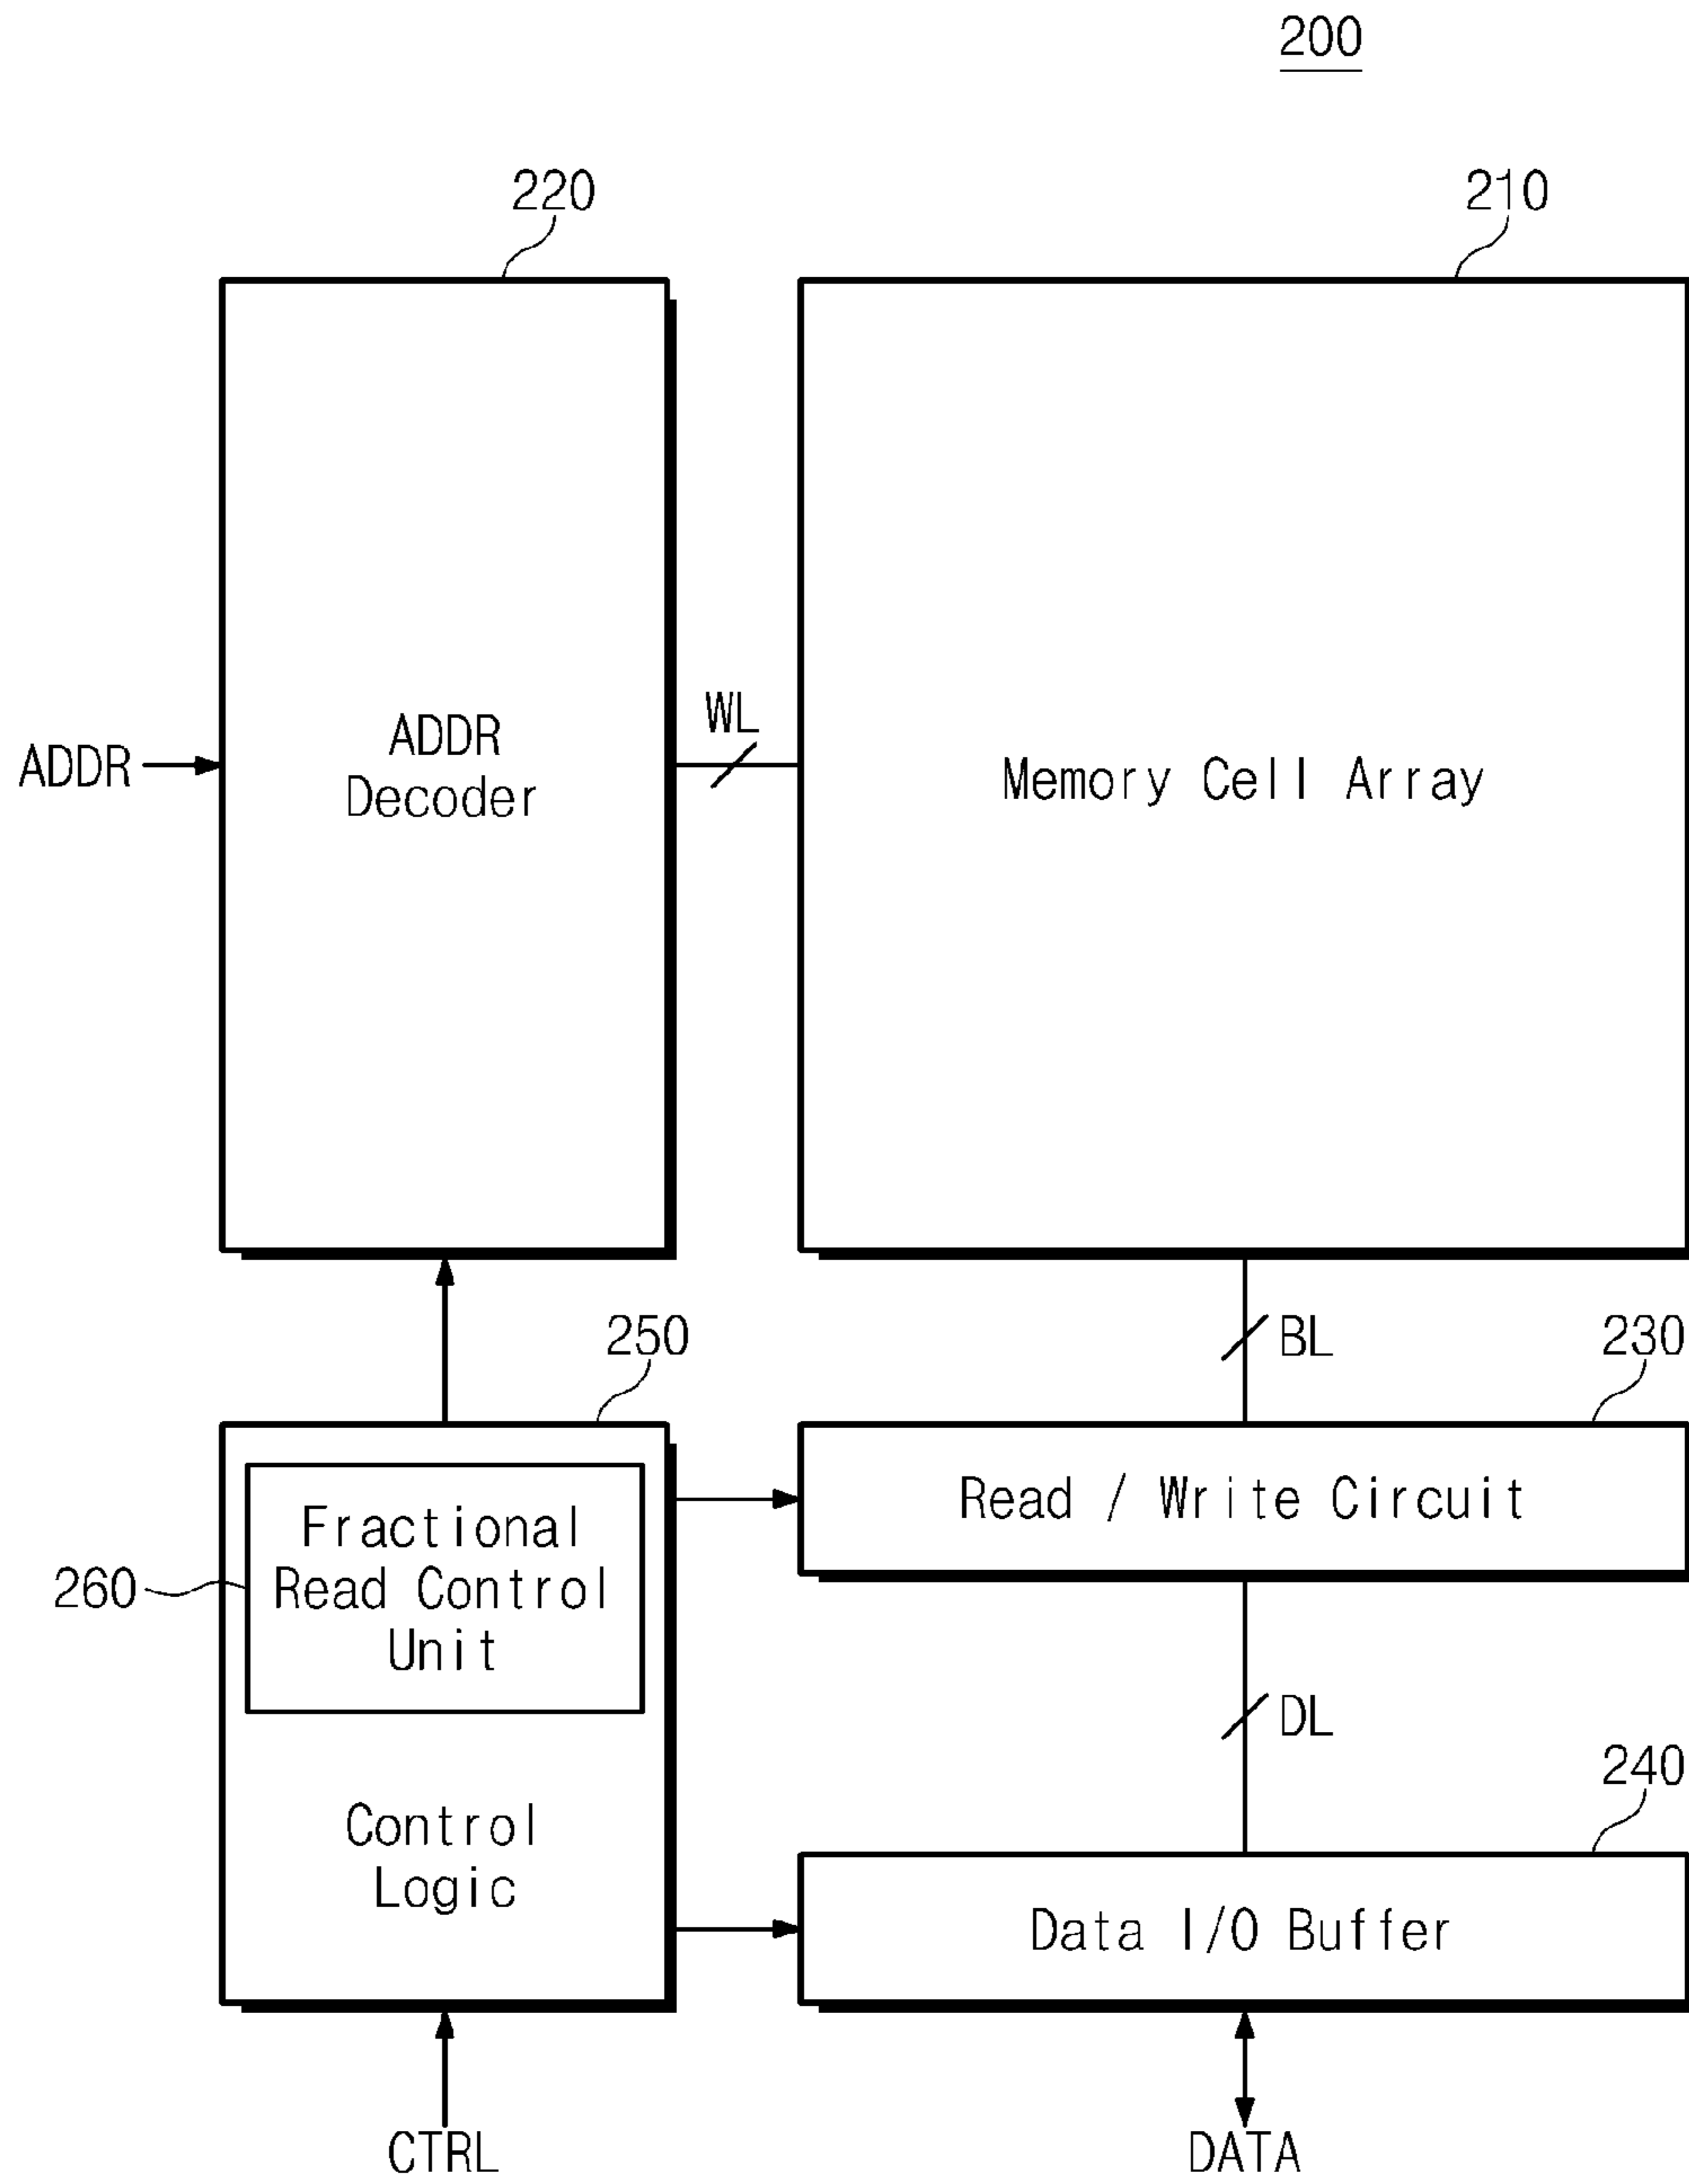 200
220
210
ADDR
ADDR
Decoder
WL
Memory Cell Array
250
BL
230
Fractional
Read Control
Unit
260
Read / Write Circuit
DL
240
Control
Logic
Data I/O Buffer
CTRL
DATA